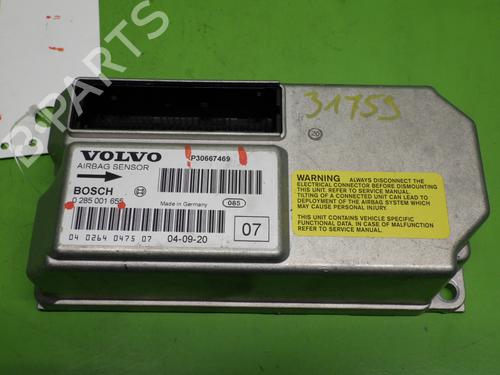 B-PARTS
31759
20
VOLVO
AIRBAG SENSOR
P30667469
BOSCH
0 285 001 655
Made in Germany
085
04 0264 0475 07
04-09-20
07
WARNING
ALWAYS DISCONNECT THE
ELECTRICAL CONNECTOR BEFORE DISMOUNTING
THIS UNIT. REFER TO SERVICE MANUAL.
TILTING OF A CONNECTED UNIT CAN LEAD TO
DEPLOYMENT OF THE AIRBAG SYSTEM WHICH
MAY CAUSE PERSONAL INJURY.
THIS UNIT CONTAINS VEHICLE SPECIFIC
FUNCTIONAL DATA. IN CASE OF MALFUNCTION
REFER TO SERVICE MANUAL.